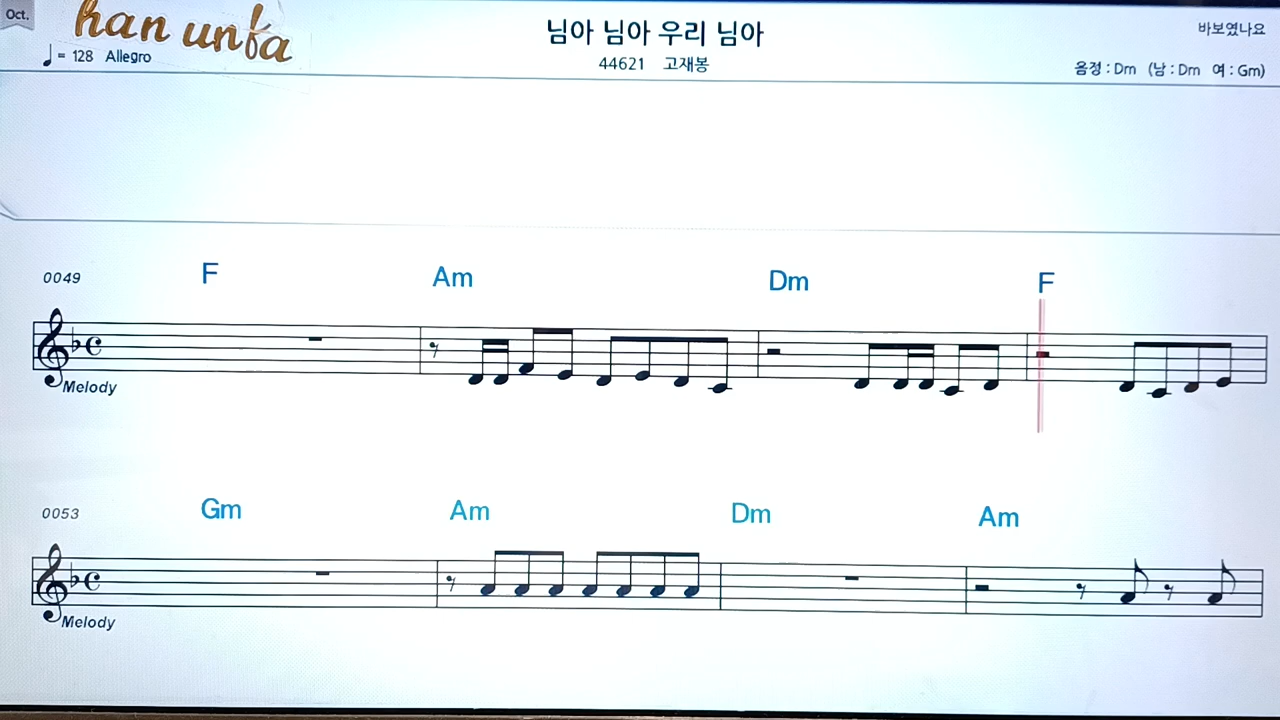 Oct.
han unfa
♩ = 128 Allegro
님아 님아 우리 님아
44621 고재봉
바보였나요
음정 : Dm (남 : Dm 여 : Gm)
0049 F Am Dm F
Melody
0053 Gm Am Dm Am
Melody